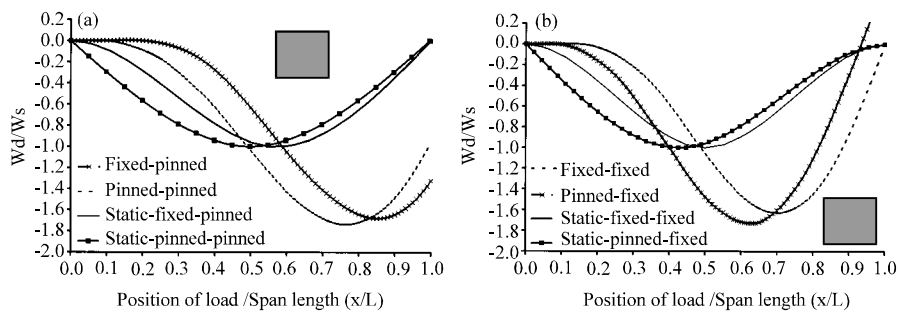 (a)
Wd/Ws
0.2
0.0
-0.2
-0.4
-0.6
-0.8
-1.0
-1.2
-1.4
-1.6
-1.8
-2.0
Fixed-pinned
Pinned-pinned
Static-fixed-pinned
Static-pinned-pinned
0.0 0.1 0.2 0.3 0.4 0.5 0.6 0.7 0.8 0.9 1.0
Position of load /Span length (x/L)
(b)
Wd/Ws
0.2
0.0
-0.2
-0.4
-0.6
-0.8
-1.0
-1.2
-1.4
-1.6
-1.8
-2.0
Fixed-fixed
Pinned-fixed
Static-fixed-fixed
Static-pinned-fixed
0.0 0.1 0.2 0.3 0.4 0.5 0.6 0.7 0.8 0.9 1.0
Position of load /Span length (x/L)